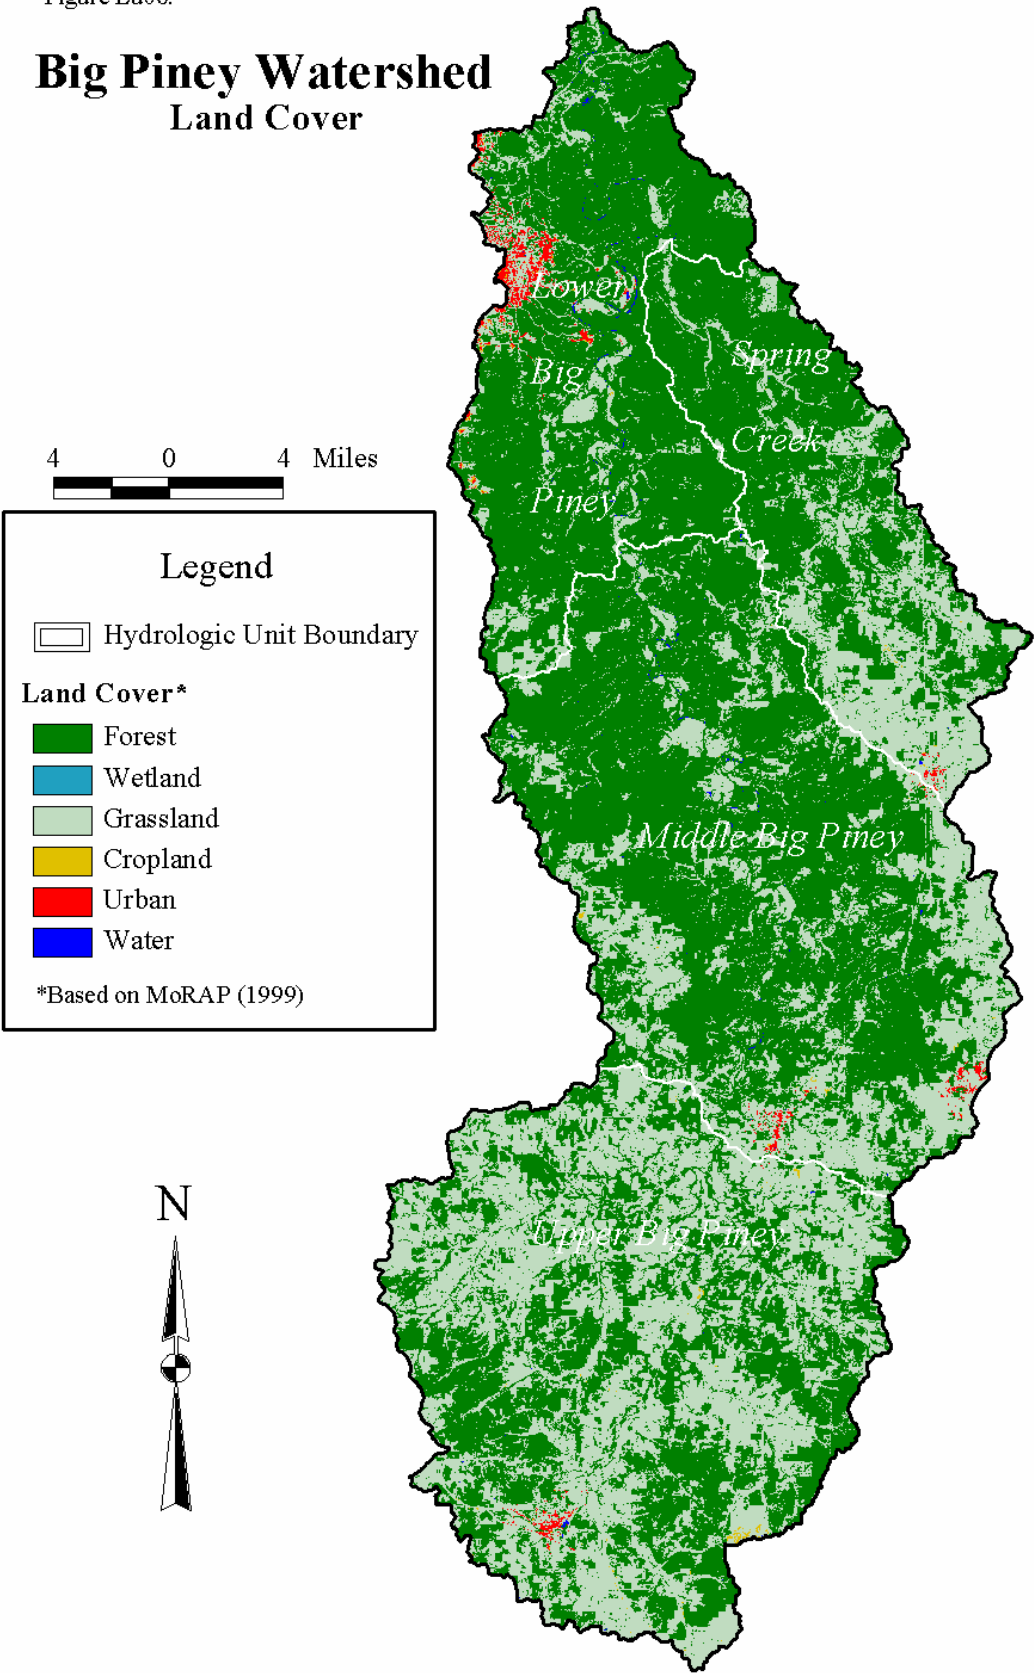 Big Piney Watershed
Land Cover
Lower
Spring
Big
Creek
4 0 4 Miles
Piney
Legend
Hydrologic Unit Boundary
Land Cover*
Forest
Wetland
Grassland
Cropland
Urban
Water
*Based on MoRAP (1999)
Middle Big Piney
N
Upper Big Piney